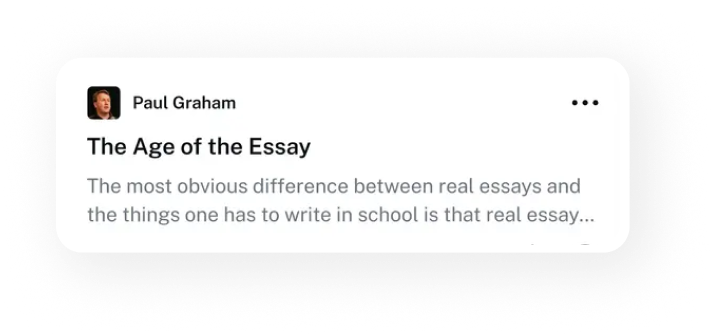 Paul Graham
The Age of the Essay
The most obvious difference between real essays and
the things one has to write in school is that real essay...